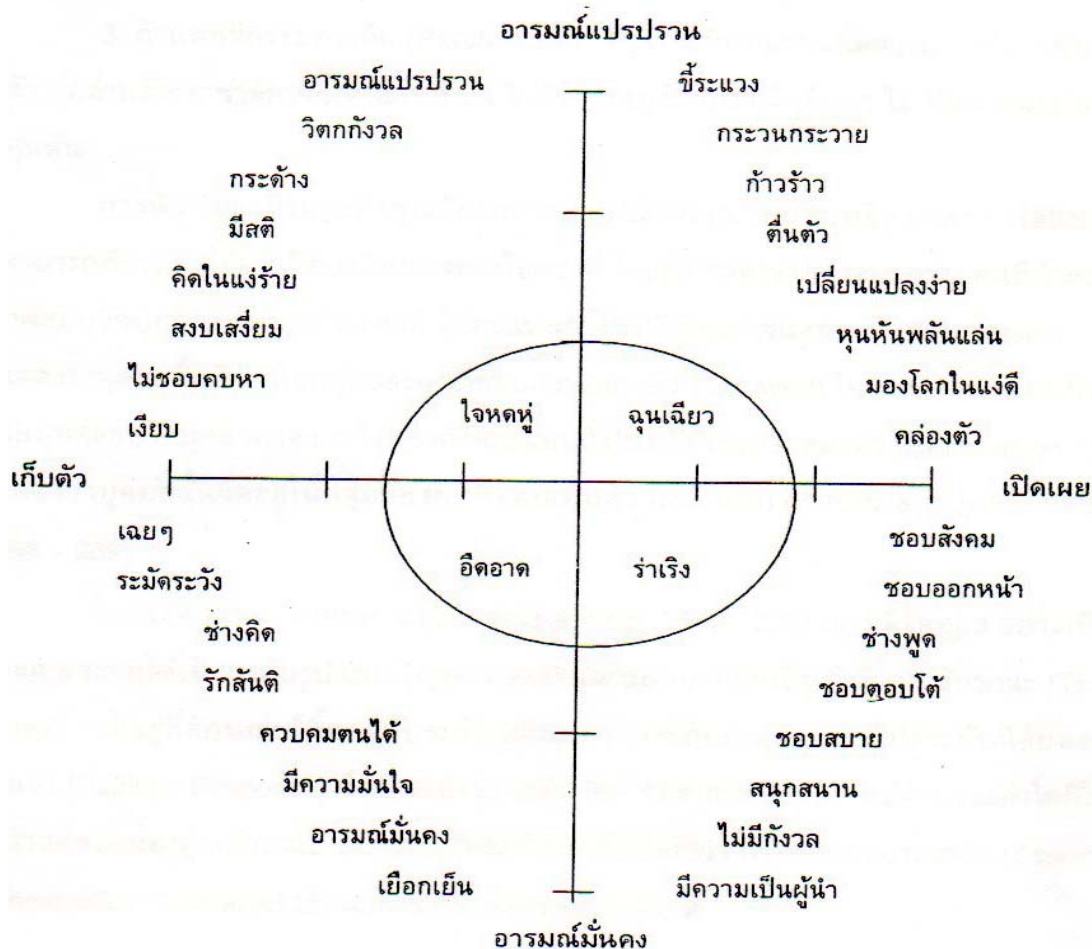 อารมณ์แปรปรวน
อารมณ์แปรปรวน ขี้ระแวง
วิตกกังวล กระวนกระวาย
กระด้าง ก้าวร้าว
มีสติ ตื่นตัว
คิดในแง่ร้าย เปลี่ยนแปลงง่าย
สงบเสงี่ยม หุนหันพลันแล่น
ไม่ชอบคบหา มองโลกในแง่ดี
ใจหดหู่ ฉุนเฉียว
เงียบ คล่องตัว
เก็บตัว เปิดเผย
เฉยๆ ชอบสังคม
อืดอาด ร่าเริง
ระมัดระวัง ชอบออกหน้า
ช่างคิด ช่างพูด
รักสันติ ชอบตอบโต้
ควบคมตนได้ ชอบสบาย
มีความมั่นใจ สนุกสนาน
อารมณ์มั่นคง ไม่มีกังวล
เยือกเย็น มีความเป็นผู้นำ
อารมณ์มั่นคง